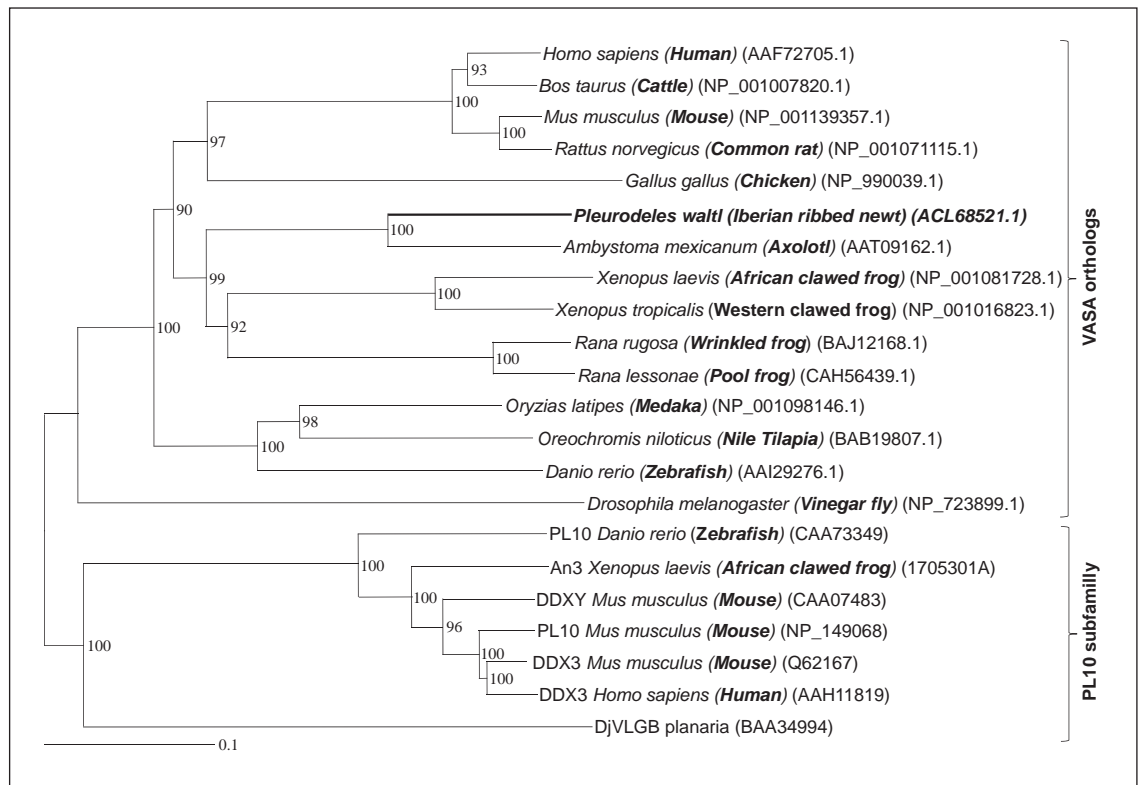 Homo sapiens (Human) (AAF72705.1)
93
Bos taurus (Cattle) (NP_001007820.1)
100
Mus musculus (Mouse) (NP_001139357.1)
100
Rattus norvegicus (Common rat) (NP_001071115.1)
97
Gallus gallus (Chicken) (NP_990039.1)
90
Pleurodeles waltl (Iberian ribbed newt) (ACL68521.1)
100
Ambystoma mexicanum (Axolotl) (AAT09162.1)
99
Xenopus laevis (African clawed frog) (NP_001081728.1)
100
Xenopus tropicalis (Western clawed frog) (NP_001016823.1)
92
100
Rana rugosa (Wrinkled frog) (BAJ12168.1)
100
Rana lessonae (Pool frog) (CAH56439.1)
Oryzias latipes (Medaka) (NP_001098146.1)
98
Oreochromis niloticus (Nile Tilapia) (BAB19807.1)
100
Danio rerio (Zebrafish) (AAI29276.1)
Drosophila melanogaster (Vinegar fly) (NP_723899.1)
VASA orthologs
PL10 Danio rerio (Zebrafish) (CAA73349)
100
An3 Xenopus laevis (African clawed frog) (1705301A)
100
DDXY Mus musculus (Mouse) (CAA07483)
96
PL10 Mus musculus (Mouse) (NP_149068)
100
100
DDX3 Mus musculus (Mouse) (Q62167)
100
DDX3 Homo sapiens (Human) (AAH11819)
DjVLGB planaria (BAA34994)
PL10 subfamilly
0.1